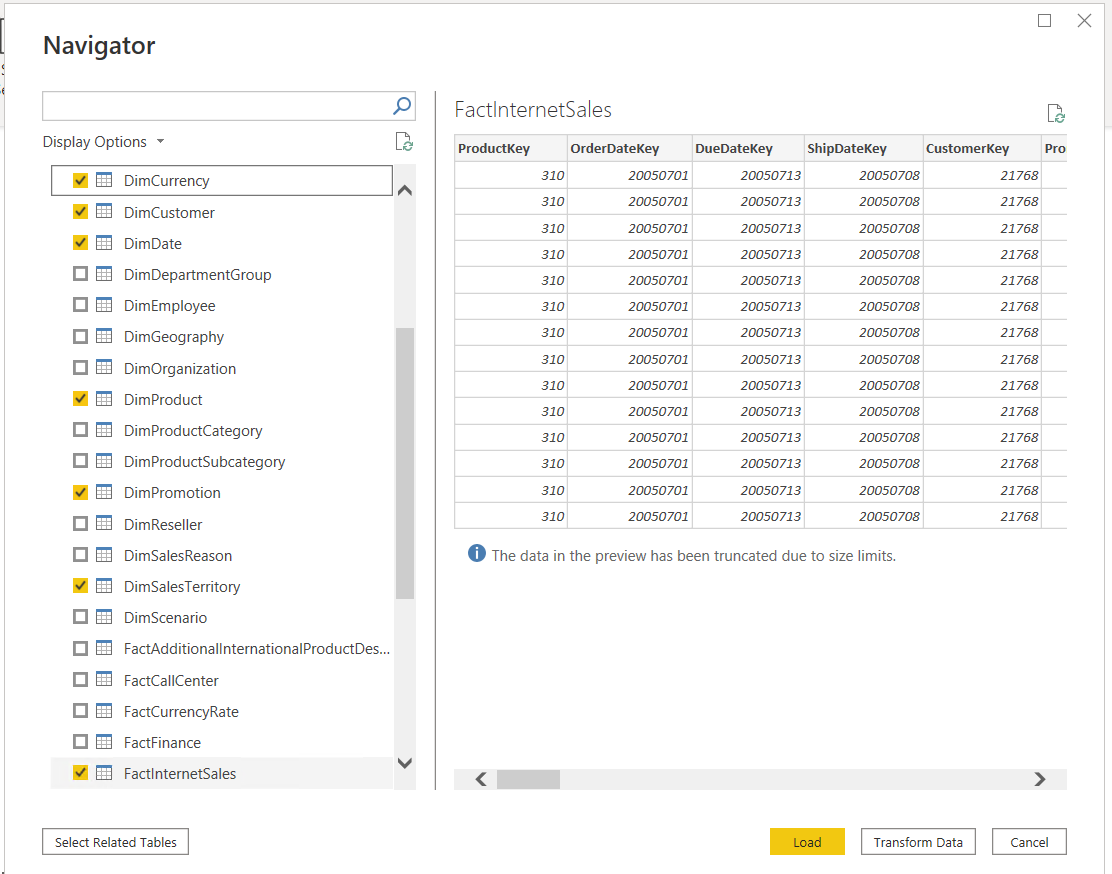 Navigator
Display Options
DimCurrency
DimCustomer
DimDate
DimDepartmentGroup
DimEmployee
DimGeography
DimOrganization
DimProduct
DimProductCategory
DimProductSubcategory
DimPromotion
DimReseller
DimSalesReason
DimSalesTerritory
DimScenario
FactAdditionalInternationalProductDes...
FactCallCenter
FactCurrencyRate
FactFinance
FactInternetSales
Select Related Tables
FactInternetSales
ProductKey OrderDateKey DueDateKey ShipDateKey CustomerKey Pro
310 20050701 20050713 20050708 21768
310 20050701 20050713 20050708 21768
310 20050701 20050713 20050708 21768
310 20050701 20050713 20050708 21768
310 20050701 20050713 20050708 21768
310 20050701 20050713 20050708 21768
310 20050701 20050713 20050708 21768
310 20050701 20050713 20050708 21768
310 20050701 20050713 20050708 21768
310 20050701 20050713 20050708 21768
310 20050701 20050713 20050708 21768
310 20050701 20050713 20050708 21768
310 20050701 20050713 20050708 21768
310 20050701 20050713 20050708 21768
The data in the preview has been truncated due to size limits.
Load Transform Data Cancel